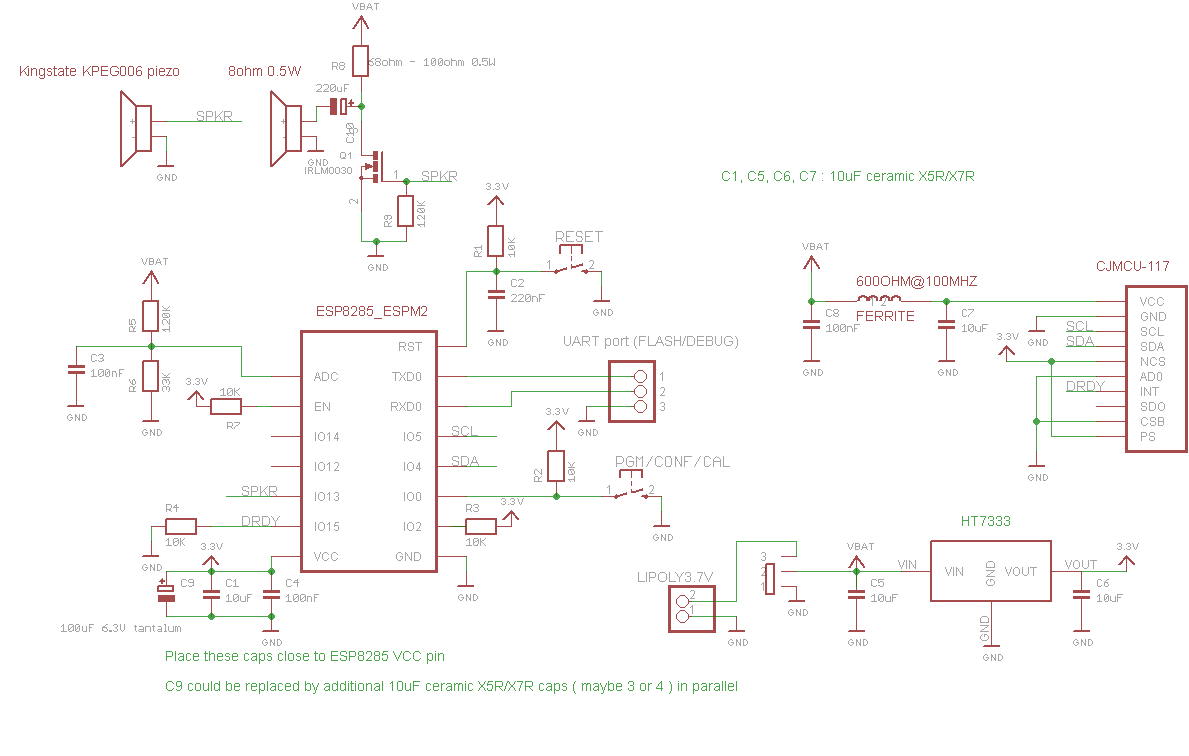 VBAT
R8
68ohm - 100ohm 0.5W
Kingstate KPEG006 piezo
8ohm 0.5W
220uF
+
C10
SPKR
+
-
+
-
GND
GND
Q1
IRLM0030
1
SPKR
2
R9
120K
GND
C1, C5, C6, C7 : 10uF ceramic X5R/X7R
3.3V
R1
10K
RESET
1
2
C2
220nF
GND
GND
VBAT
R5
120K
C3
100nF
R6
33K
GND
GND
3.3V
10K
R7
ESP8285_ESPM2
RST
ADC
TXD0
EN
RXD0
IO14
IO5
IO12
IO4
IO13
IO0
IO15
IO2
VCC
GND
SCL
SDA
SPKR
DRDY
UART port (FLASH/DEBUG)
1
2
3
GND
3.3V
R2
10K
PGM/CONF/CAL
1
2
GND
R3
10K
3.3V
GND
R4
10K
GND
3.3V
+
C9
C1
10uF
C4
100nF
100uF 6.3V tantalum
GND
Place these caps close to ESP8285 VCC pin
C9 could be replaced by additional 10uF ceramic X5R/X7R caps ( maybe 3 or 4 ) in parallel
VBAT
600OHM@100MHZ
1
2
FERRITE
C8
100nF
GND
C7
10uF
GND
CJMCU-117
VCC
GND
SCL
SDA
NCS
AD0
INT
SDO
CSB
PS
GND
SCL
SDA
3.3V
DRDY
GND
LIPOLY3.7V
2
1
GND
3
2
1
GND
VBAT
C5
10uF
GND
VIN
HT7333
VIN
GND
VOUT
GND
GND
VOUT
3.3V
C6
10uF
GND